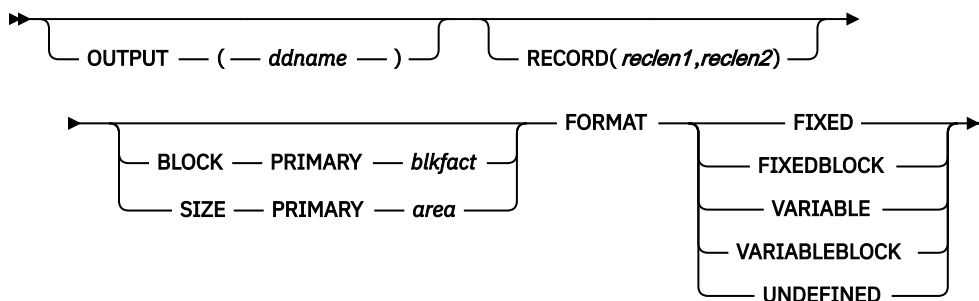 OUTPUT ( ddname ) RECORD( reclen1,reclen2)
FORMAT FIXED
BLOCK PRIMARY blkfact FIXEDBLOCK
SIZE PRIMARY area VARIABLE
VARIABLEBLOCK
UNDEFINED